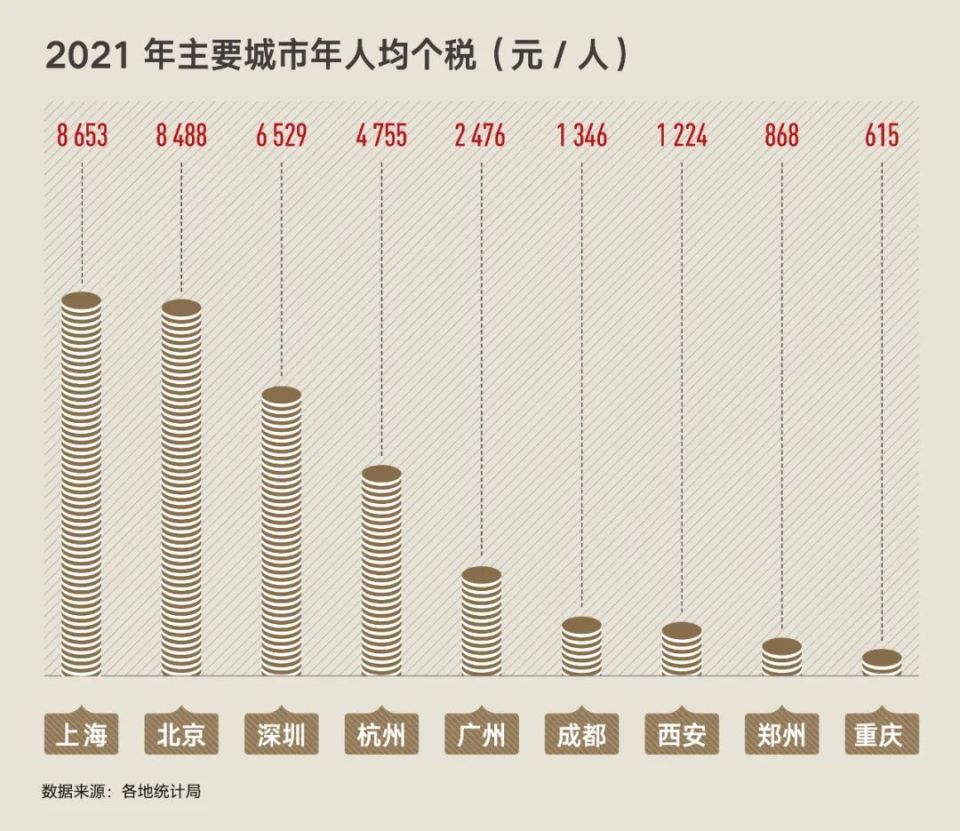 2021 年主要城市年人均个税（元 / 人）
8 653 8 488 6 529 4 755 2 476 1 346 1 224 868 615
上海 北京 深圳 杭州 广州 成都 西安 郑州 重庆
数据来源：各地统计局